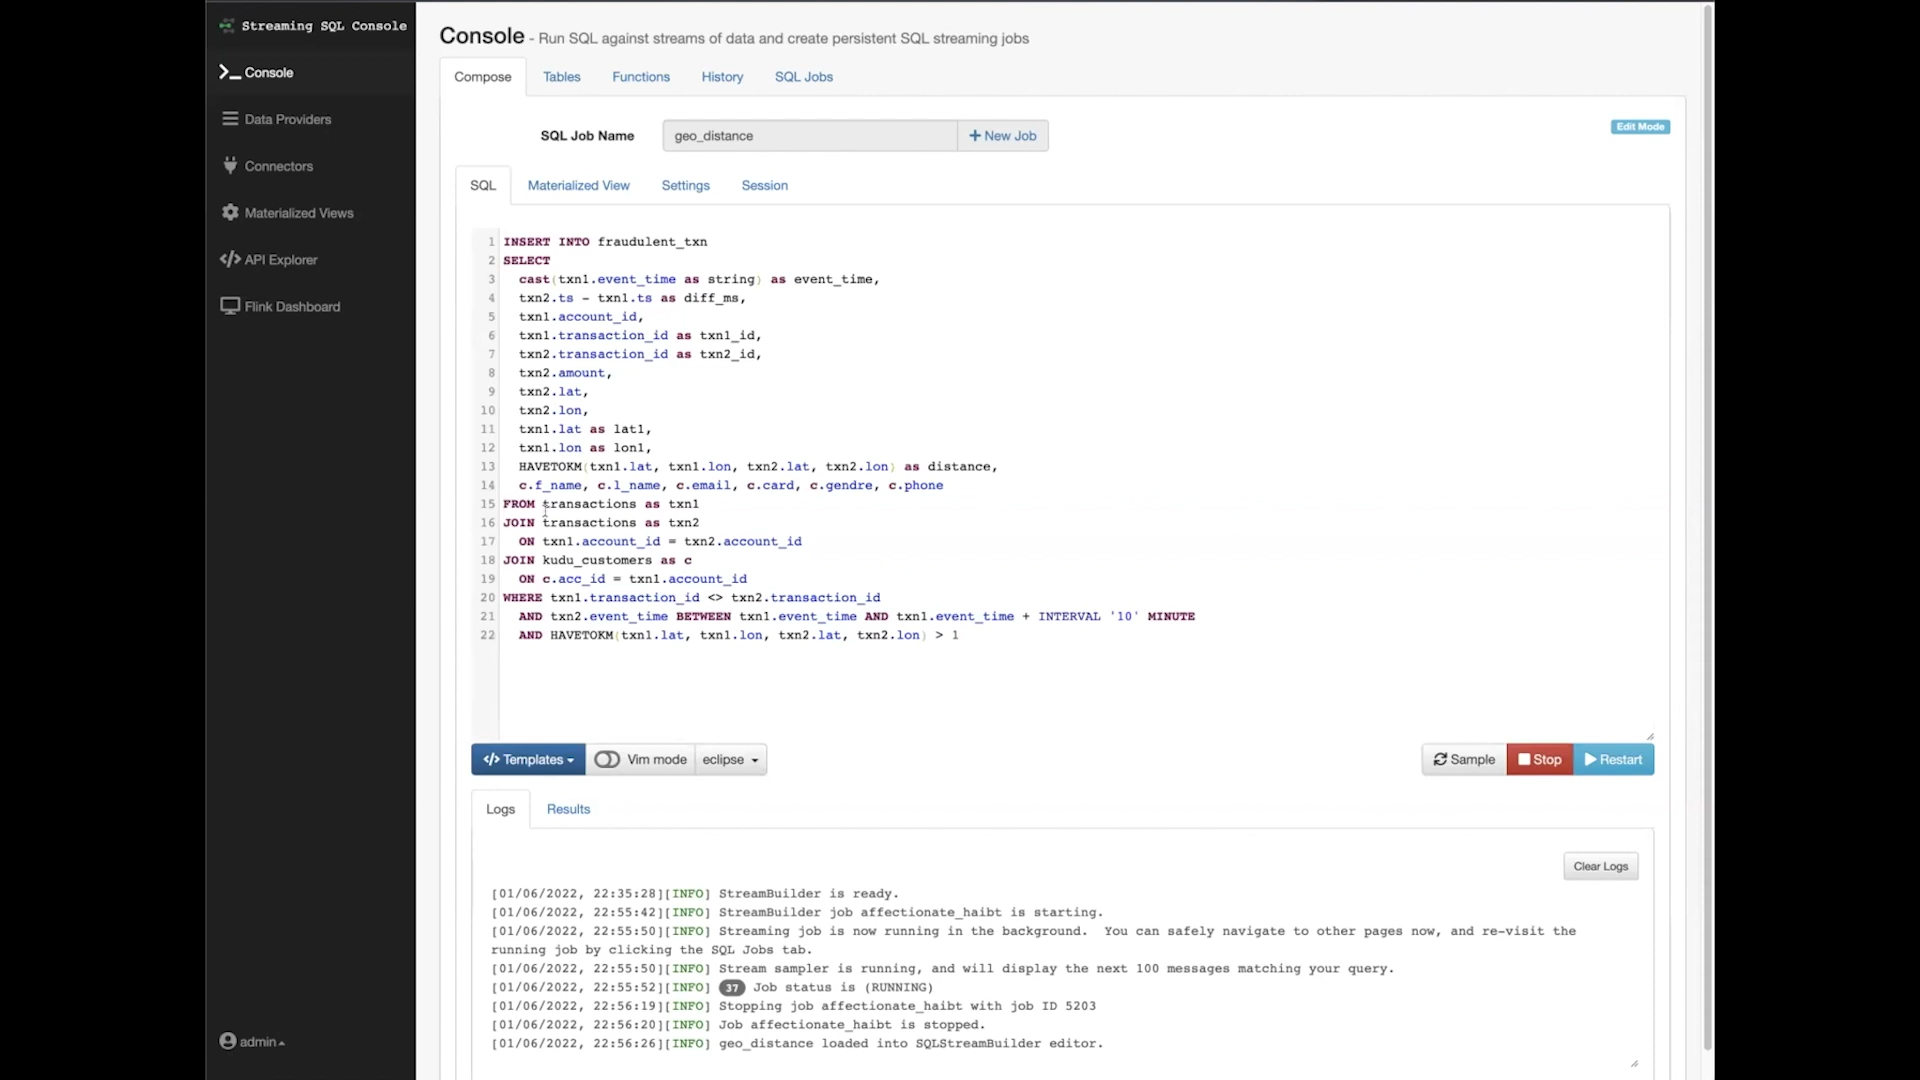 Streaming SQL Console
Console - Run SQL against streams of data and create persistent SQL streaming jobs
Console
Data Providers
Connectors
Materialized Views
API Explorer
Flink Dashboard
admin
Compose Tables Functions History SQL Jobs
SQL Job Name geo_distance + New Job
Edit Mode
SQL Materialized View Settings Session
1 INSERT INTO fraudulent_txn
2 SELECT
3 cast(txn1.event_time as string) as event_time,
4 txn2.ts - txn1.ts as diff_ms,
5 txn1.account_id,
6 txn1.transaction_id as txn1_id,
7 txn2.transaction_id as txn2_id,
8 txn2.amount,
9 txn2.lat,
10 txn2.lon,
11 txn1.lat as lat1,
12 txn1.lon as lon1,
13 HAVETOKM(txn1.lat, txn1.lon, txn2.lat, txn2.lon) as distance,
14 c.f_name, c.l_name, c.email, c.card, c.gendre, c.phone
15 FROM transactions as txn1
16 JOIN transactions as txn2
17 ON txn1.account_id = txn2.account_id
18 JOIN kudu_customers as c
19 ON c.acc_id = txn1.account_id
20 WHERE txn1.transaction_id <> txn2.transaction_id
21 AND txn2.event_time BETWEEN txn1.event_time AND txn1.event_time + INTERVAL '10' MINUTE
22 AND HAVETOKM(txn1.lat, txn1.lon, txn2.lat, txn2.lon) > 1
</> Templates Vim mode eclipse Sample Stop Restart
Logs Results
Clear Logs
[01/06/2022, 22:35:28][INFO] StreamBuilder is ready.
[01/06/2022, 22:55:42][INFO] StreamBuilder job affectionate_haibt is starting.
[01/06/2022, 22:55:50][INFO] Streaming job is now running in the background. You can safely navigate to other pages now, and re-visit the
running job by clicking the SQL Jobs tab.
[01/06/2022, 22:55:50][INFO] Stream sampler is running, and will display the next 100 messages matching your query.
[01/06/2022, 22:55:52][INFO] 37 Job status is (RUNNING)
[01/06/2022, 22:56:19][INFO] Stopping job affectionate_haibt with job ID 5203
[01/06/2022, 22:56:20][INFO] Job affectionate_haibt is stopped.
[01/06/2022, 22:56:26][INFO] geo_distance loaded into SQLStreamBuilder editor.